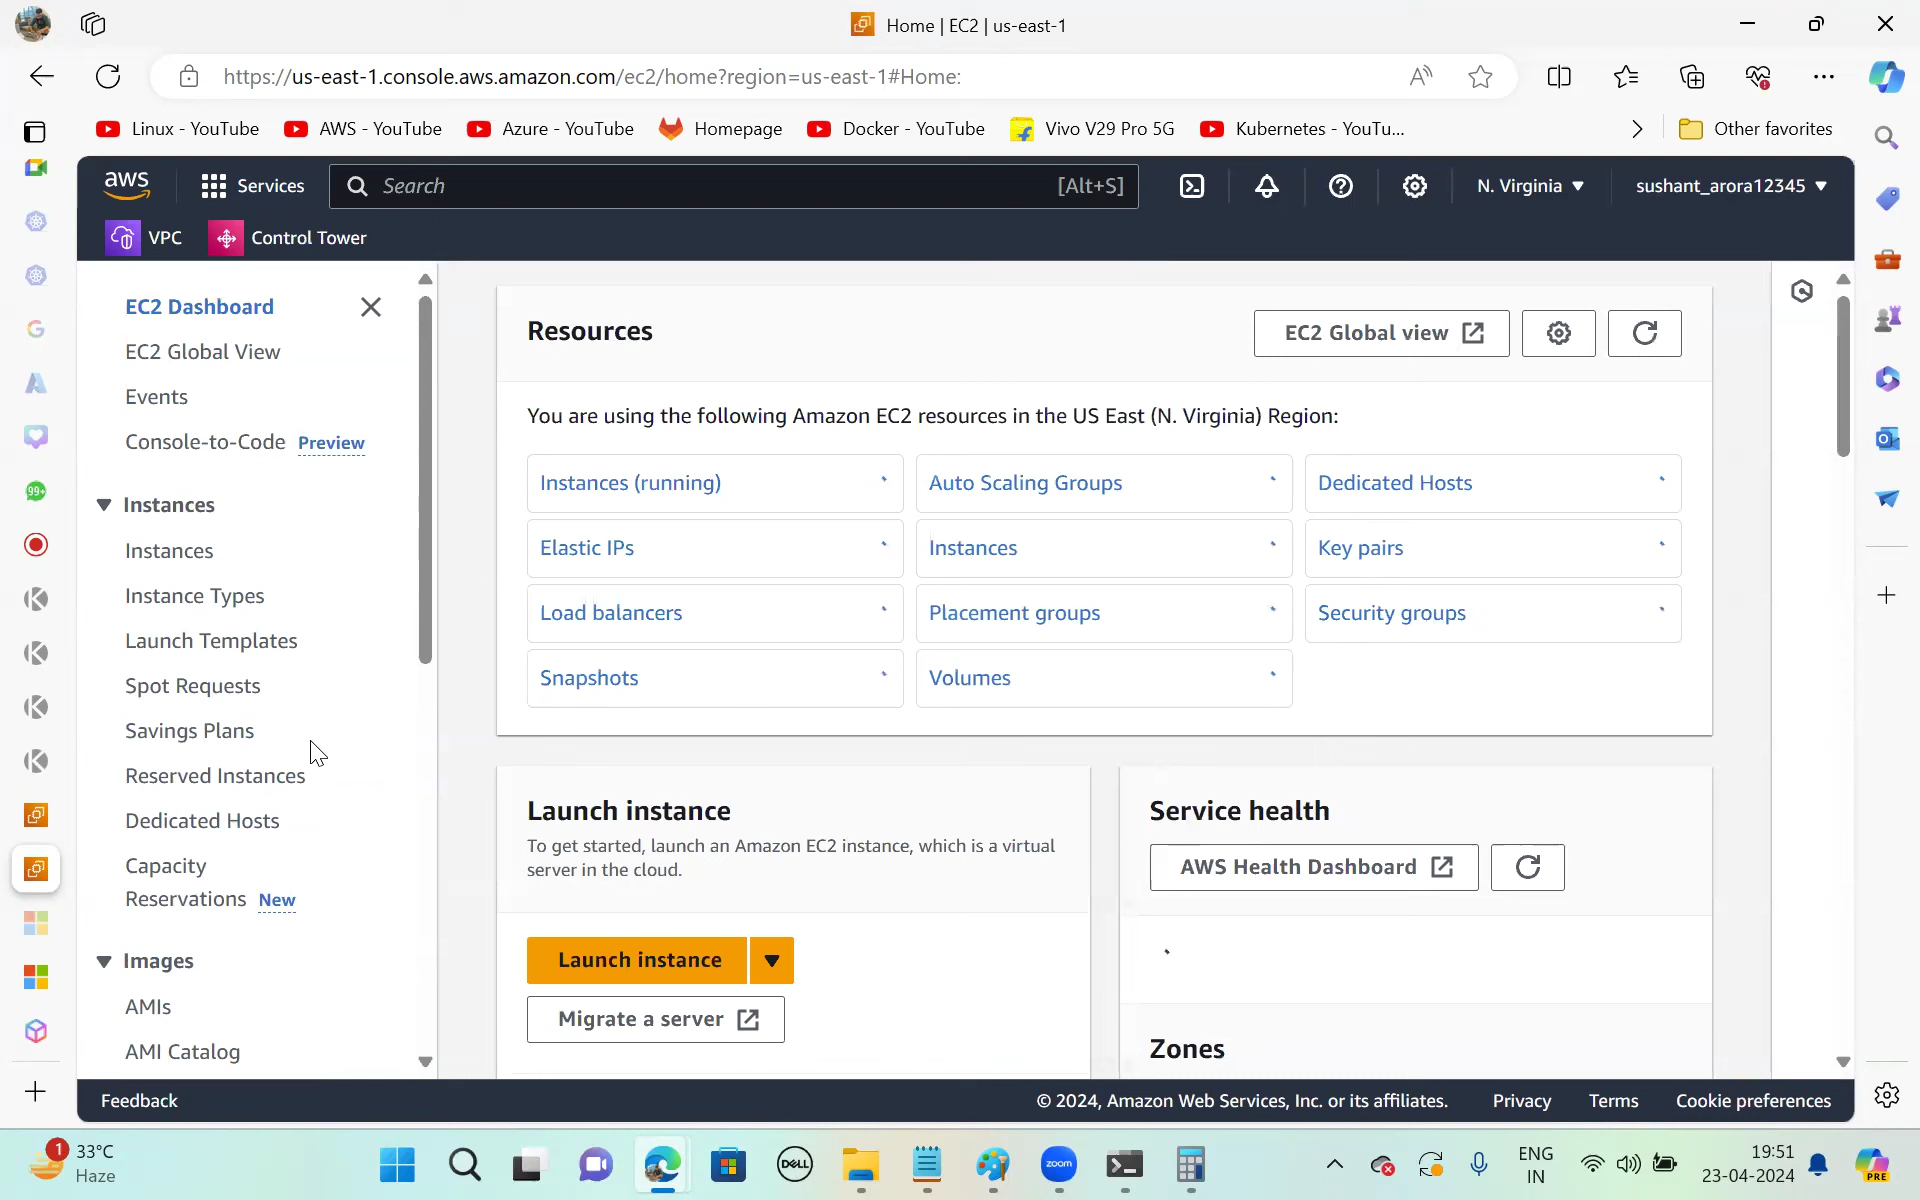 Home | EC2 | us-east-1
https://us-east-1.console.aws.amazon.com/ec2/home?region=us-east-1#Home:
Linux - YouTube
AWS - YouTube
Azure - YouTube
Homepage
Docker - YouTube
Vivo V29 Pro 5G
Kubernetes - YouTu...
Other favorites
aws
Services
Search
[Alt+S]
N. Virginia
sushant_arora12345
VPC
Control Tower
EC2 Dashboard
EC2 Global View
Events
Console-to-Code Preview
Instances
Instances
Instance Types
Launch Templates
Spot Requests
Savings Plans
Reserved Instances
Dedicated Hosts
Capacity
Reservations New
Images
AMIs
AMI Catalog
Resources
EC2 Global view
You are using the following Amazon EC2 resources in the US East (N. Virginia) Region:
Instances (running)
Auto Scaling Groups
Dedicated Hosts
Elastic IPs
Instances
Key pairs
Load balancers
Placement groups
Security groups
Snapshots
Volumes
Launch instance
To get started, launch an Amazon EC2 instance, which is a virtual
server in the cloud.
Launch instance
Migrate a server
Service health
AWS Health Dashboard
Zones
Feedback
© 2024, Amazon Web Services, Inc. or its affiliates.
Privacy
Terms
Cookie preferences
99+
1
33°C
Haze
DELL
zoom
ENG
IN
19:51
23-04-2024
PRE